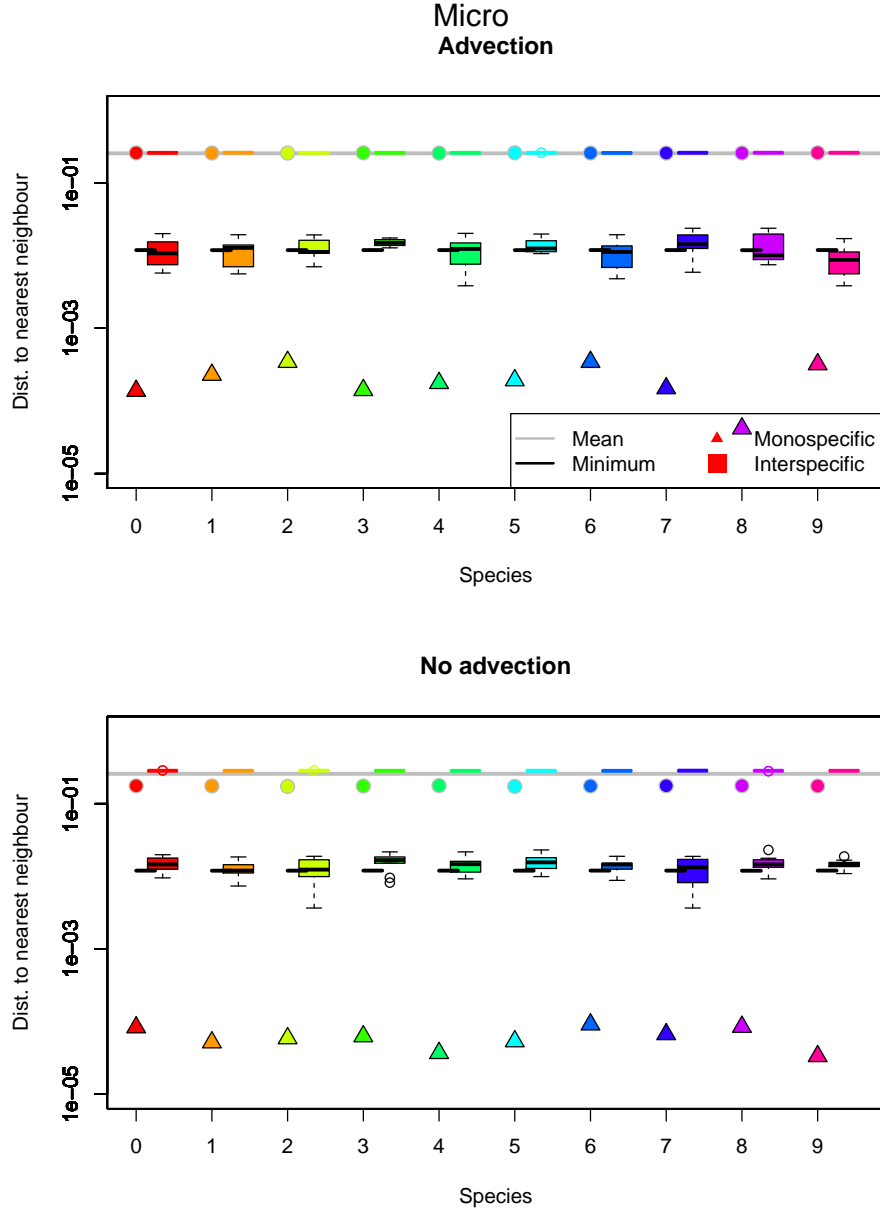 Micro
Advection
Dist. to nearest neighbour
1e−01
1e−03
1e−05
Mean
Minimum
Monospecific
Interspecific
0 1 2 3 4 5 6 7 8 9
Species
No advection
Dist. to nearest neighbour
1e−01
1e−03
1e−05
0 1 2 3 4 5 6 7 8 9
Species